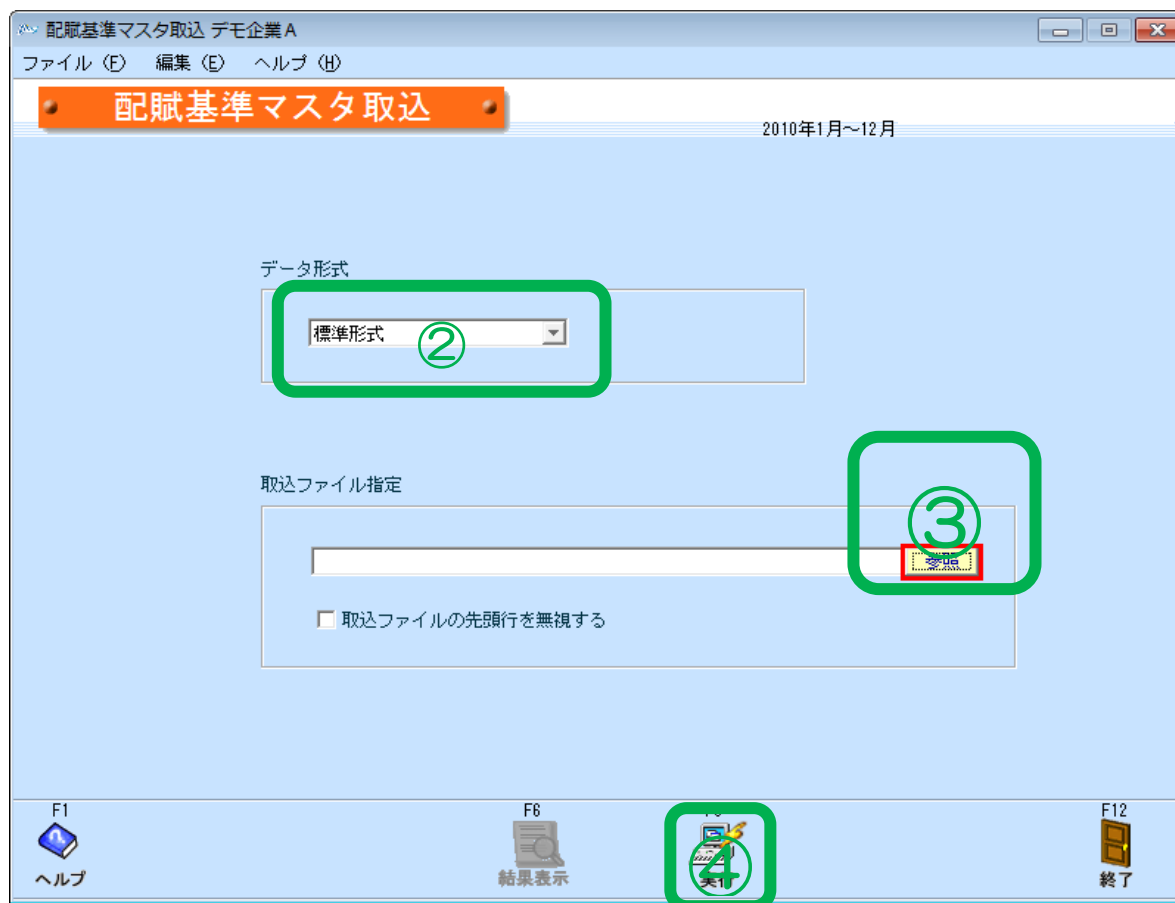 配賦基準マスタ取込 デモ企業A
ファイル (F) 編集 (E) ヘルプ (H)
配賦基準マスタ取込
2010年1月~12月
データ形式
標準形式
②
取込ファイル指定
③
参照
取込ファイルの先頭行を無視する
F1
F6
F12
④
ヘルプ
結果表示
実行
終了